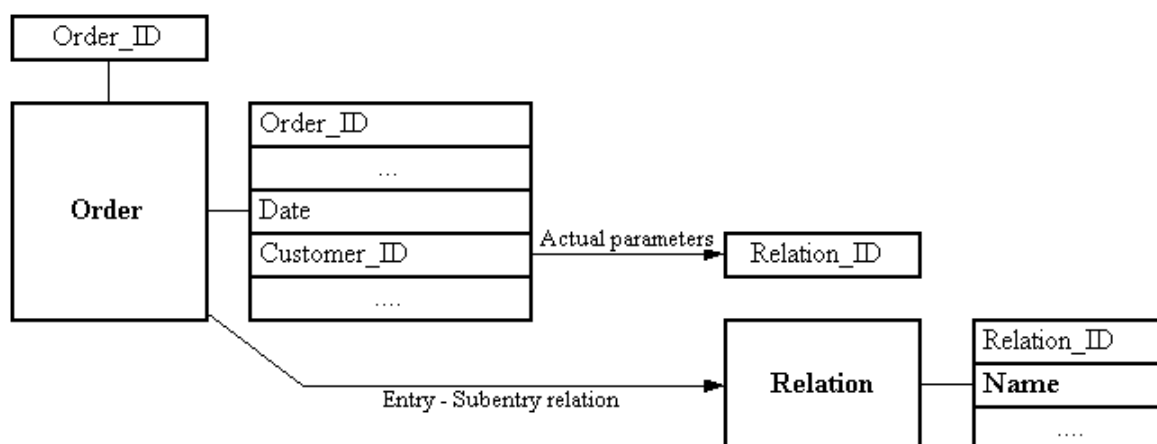 Order_ID
Order
Order_ID
...
Date
Customer_ID
....
Actual parameters
Relation_ID
Entry - Subentry relation
Relation
Relation_ID
Name
....